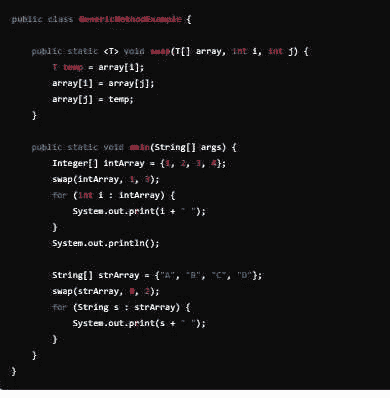 public class GenericMethodExample {
    public static <T> void swap(T[] array, int i, int j) {
        T temp = array[i];
        array[i] = array[j];
        array[j] = temp;
    }
    public static void main(String[] args) {
        Integer[] intArray = {1, 2, 3, 4};
        swap(intArray, 1, 3);
        for (int i : intArray) {
            System.out.print(i + " ");
        }
        System.out.println();
        String[] strArray = {"A", "B", "C", "D"};
        swap(strArray, 0, 2);
        for (String s : strArray) {
            System.out.print(s + " ");
        }
    }
}